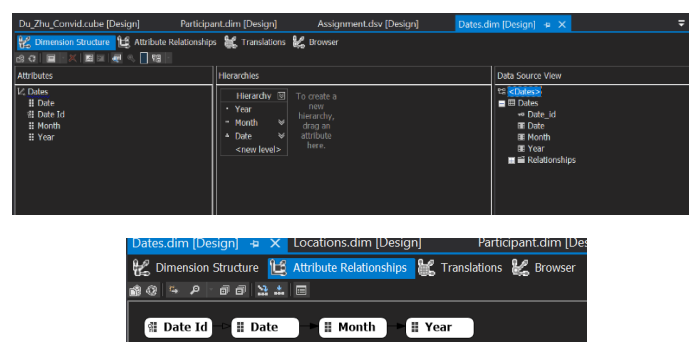 Du_Zhu_Convid.cube [Design] Participant.dim [Design] Assignment.dsv [Design] Dates.dim [Design]
Dimension Structure Attribute Relationships Translations Browser
Attributes Hierarchies Data Source View
Dates
Date
Date Id
Month
Year
Hierarchy
Year
Month
Date
<new level>
To create a
new
hierarchy,
drag an
attribute
here.
<Dates>
Dates
Date_id
Date
Month
Year
Relationships
Dates.dim [Design] Locations.dim [Design] Participant.dim [Des
Dimension Structure Attribute Relationships Translations Browser
Date Id Date Month Year